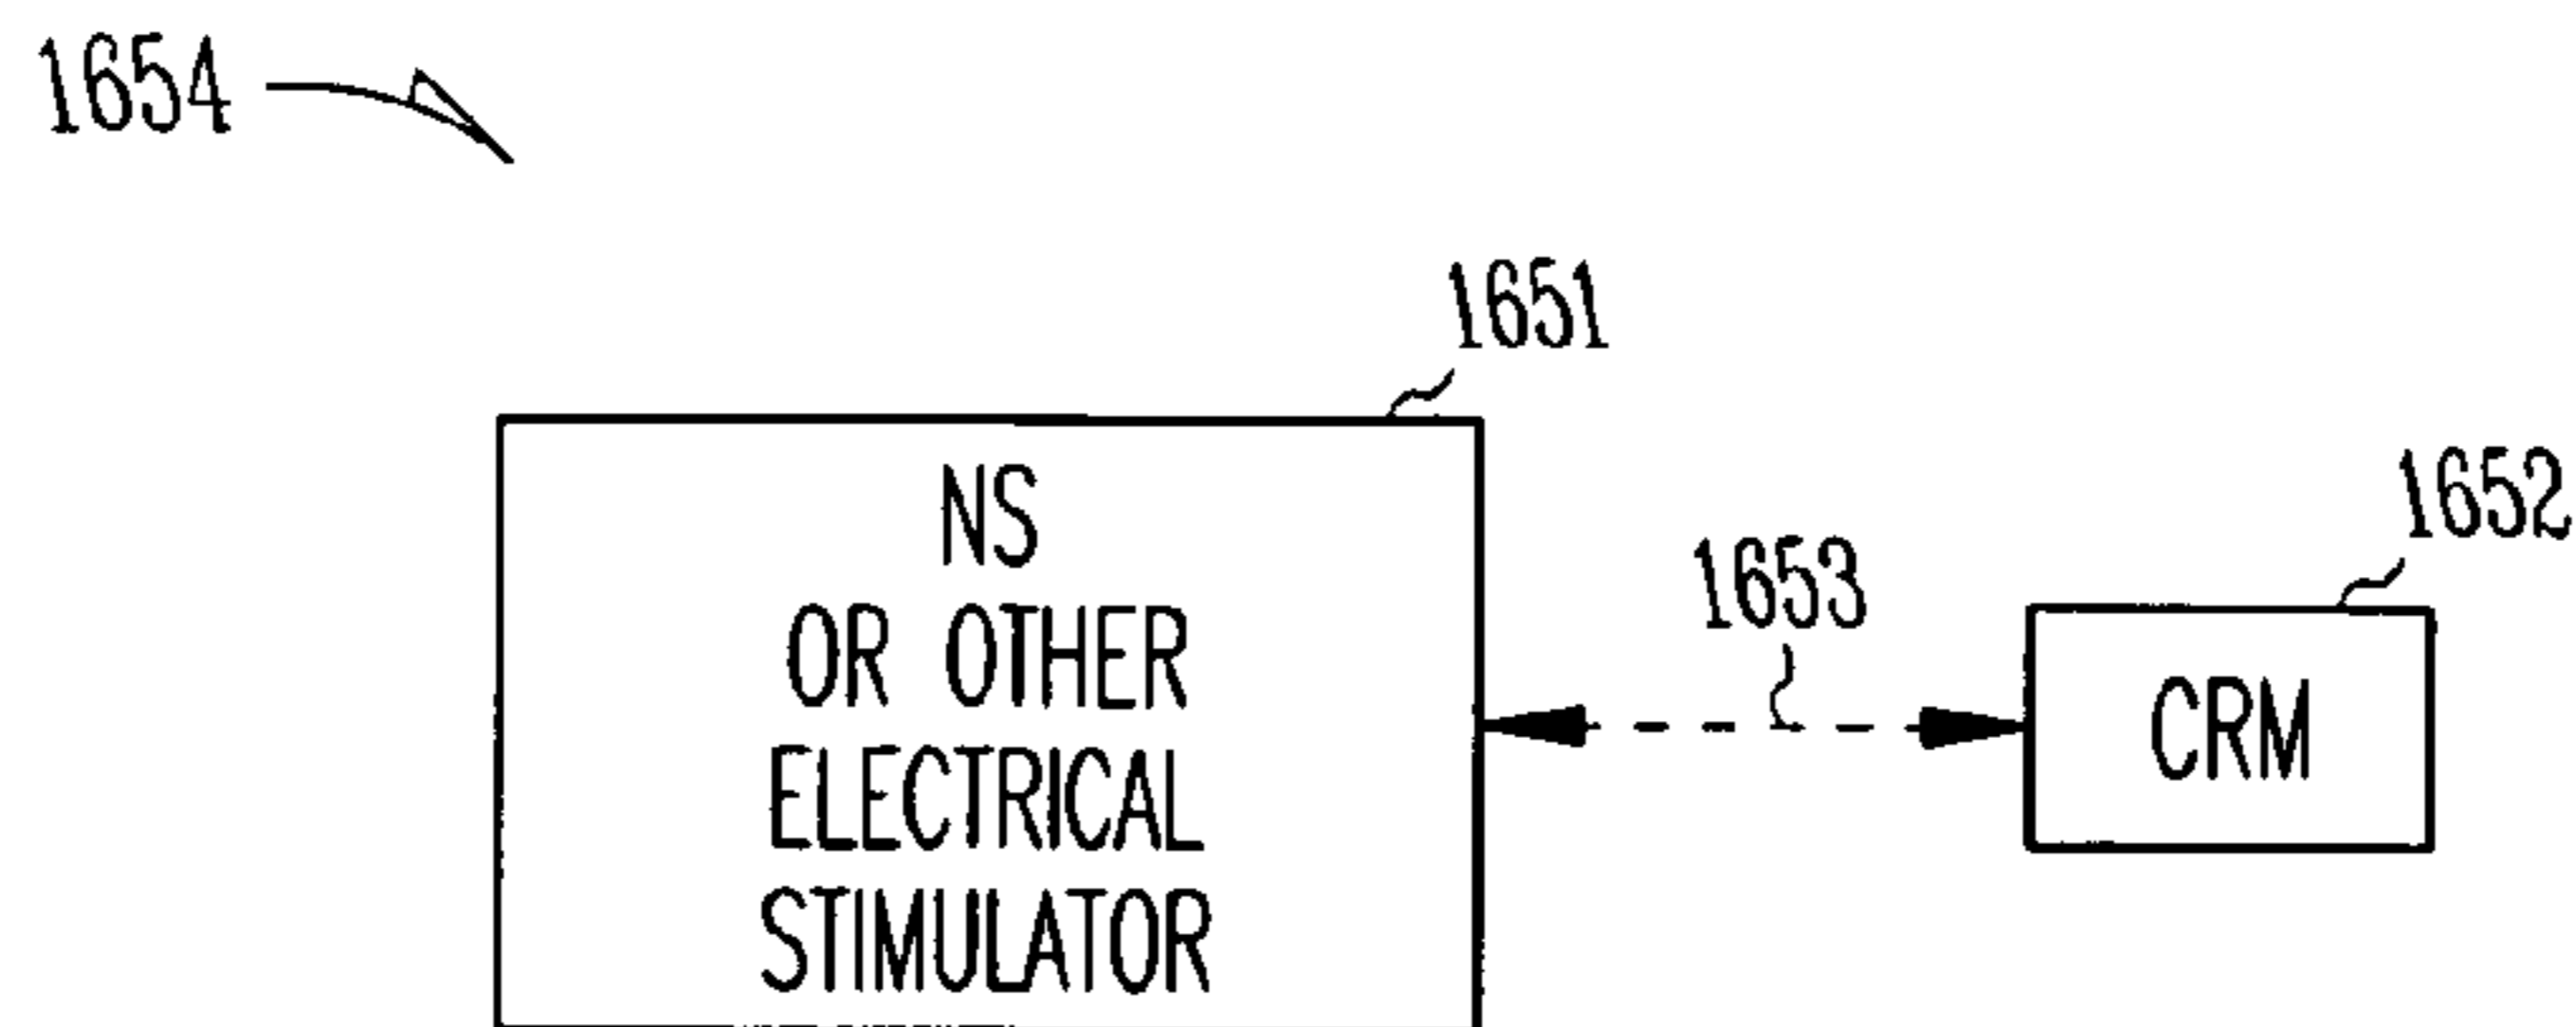 1654
1651
NS
OR OTHER
ELECTRICAL
STIMULATOR
1653
1652
CRM